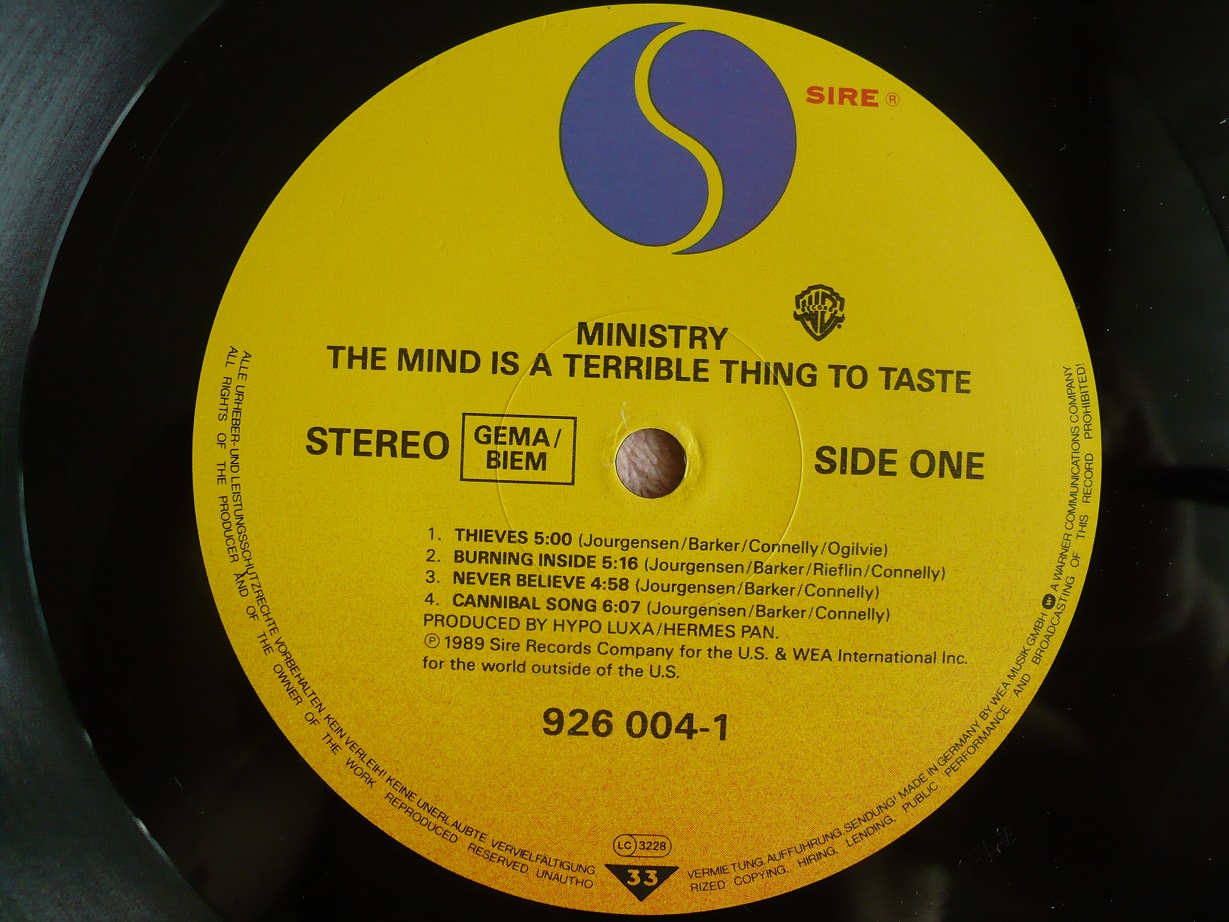 SIRE ®
WB RECORDS
MINISTRY
THE MIND IS A TERRIBLE THING TO TASTE
STEREO
GEMA/
BIEM
SIDE ONE
1. THIEVES 5:00 (Jourgensen/Barker/Connelly/Ogilvie)
2. BURNING INSIDE 5:16 (Jourgensen/Barker/Rieflin/Connelly)
3. NEVER BELIEVE 4:58 (Jourgensen/Barker/Connelly)
4. CANNIBAL SONG 6:07 (Jourgensen/Barker/Connelly)
PRODUCED BY HYPO LUXA/HERMES PAN.
℗ 1989 Sire Records Company for the U.S. & WEA International Inc.
for the world outside of the U.S.
926 004-1
LC 3228
33
ALLE URHEBER- UND LEISTUNGSSCHUTZRECHTE VORBEHALTEN. KEIN VERLEIH! KEINE UNERLAUBTE VERVIELFÄLTIGUNG, VERMIETUNG, AUFFÜHRUNG, SENDUNG! MADE IN GERMANY BY WEA MUSIK GMBH A WARNER COMMUNICATIONS COMPANY
ALL RIGHTS OF THE PRODUCER AND OF THE OWNER OF THE WORK REPRODUCED RESERVED UNAUTHORIZED COPYING, HIRING, LENDING, PUBLIC PERFORMANCE AND BROADCASTING OF THIS RECORD PROHIBITED!